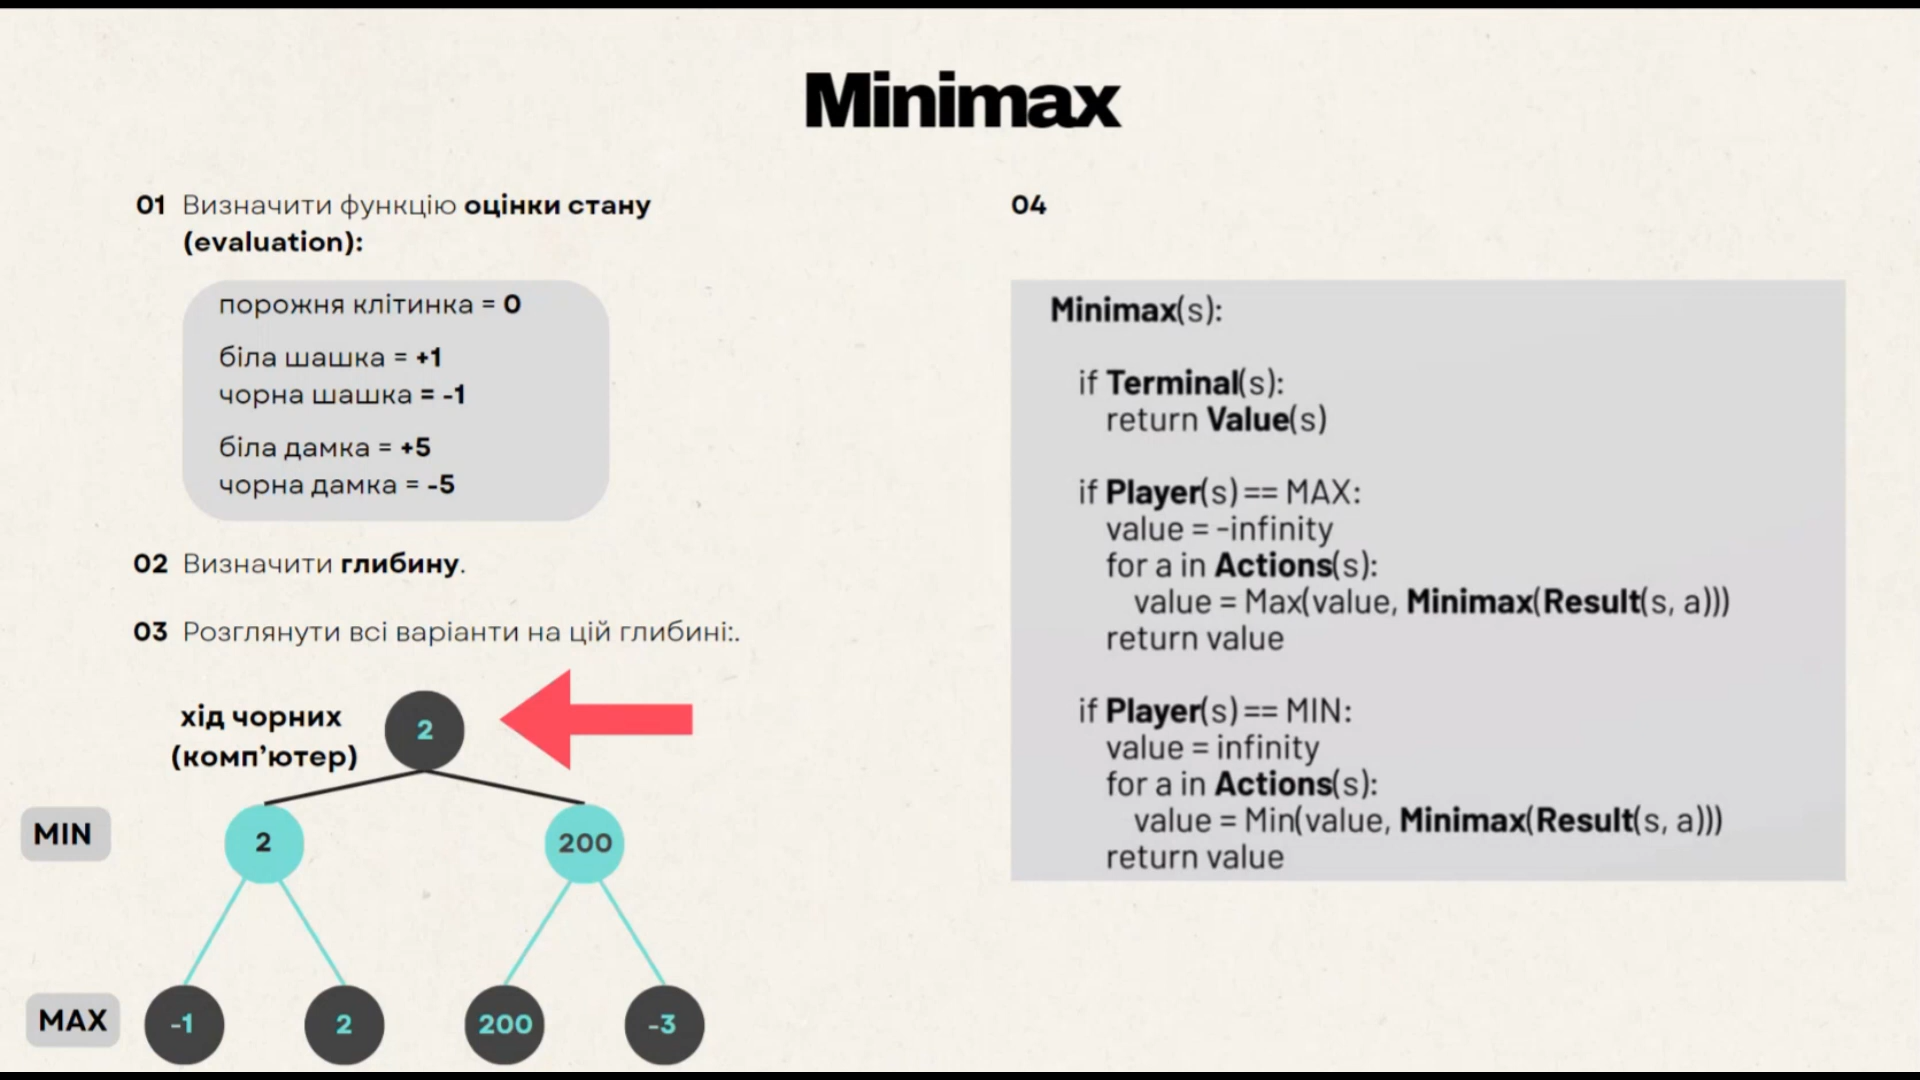 Minimax
01 Визначити функцію оцінки стану
(evaluation):
порожня клітинка = 0
біла шашка = +1
чорна шашка = -1
біла дамка = +5
чорна дамка = -5
02 Визначити глибину.
03 Розглянути всі варіанти на цій глибині:.
хід чорних
(комп’ютер)
2
MIN
2
200
MAX
-1
2
200
-3
04
Minimax(s):
if Terminal(s):
return Value(s)
if Player(s) == MAX:
value = -infinity
for a in Actions(s):
value = Max(value, Minimax(Result(s, a)))
return value
if Player(s) == MIN:
value = infinity
for a in Actions(s):
value = Min(value, Minimax(Result(s, a)))
return value